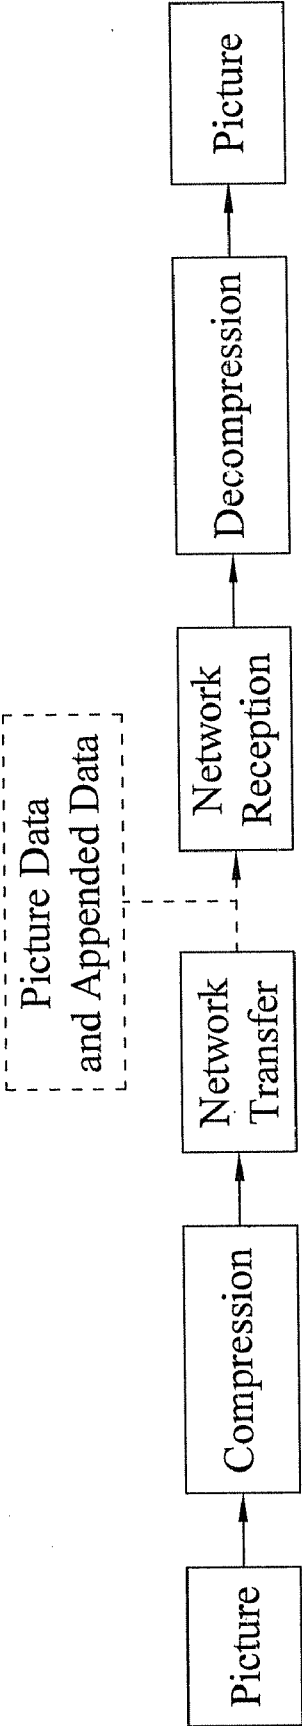 Picture Data
and Appended Data
Picture
Compression
Network
Transfer
Network
Reception
Decompression
Picture